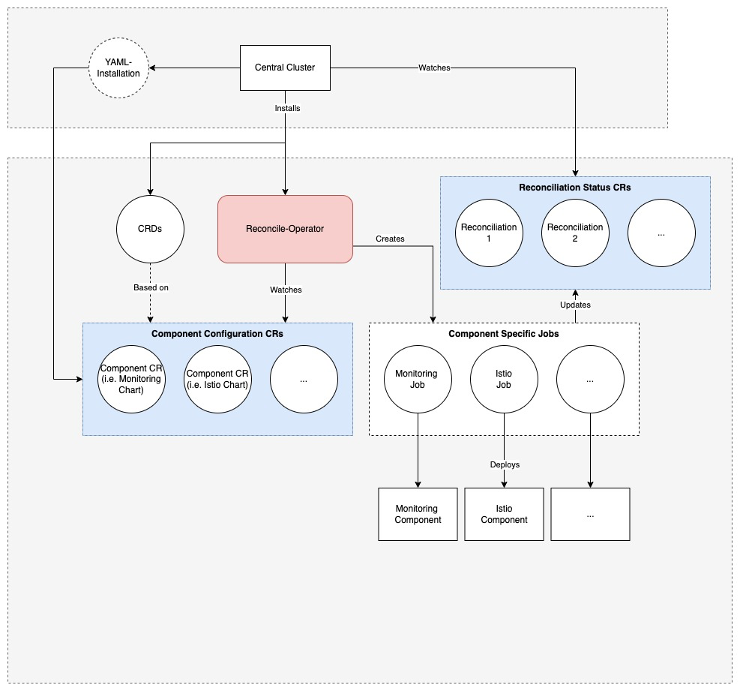 YAML-
Installation
Central Cluster
Watches
Installs
Reconciliation Status CRs
CRDs
Reconcile-Operator
Reconciliation
1
Reconciliation
2
...
Creates
Based on
Watches
Updates
Component Configuration CRs
Component Specific Jobs
Component CR
(i.e. Monitoring
Chart)
Component CR
(i.e. Istio Chart)
...
Monitoring
Job
Istio
Job
...
Deploys
Monitoring
Component
Istio
Component
...